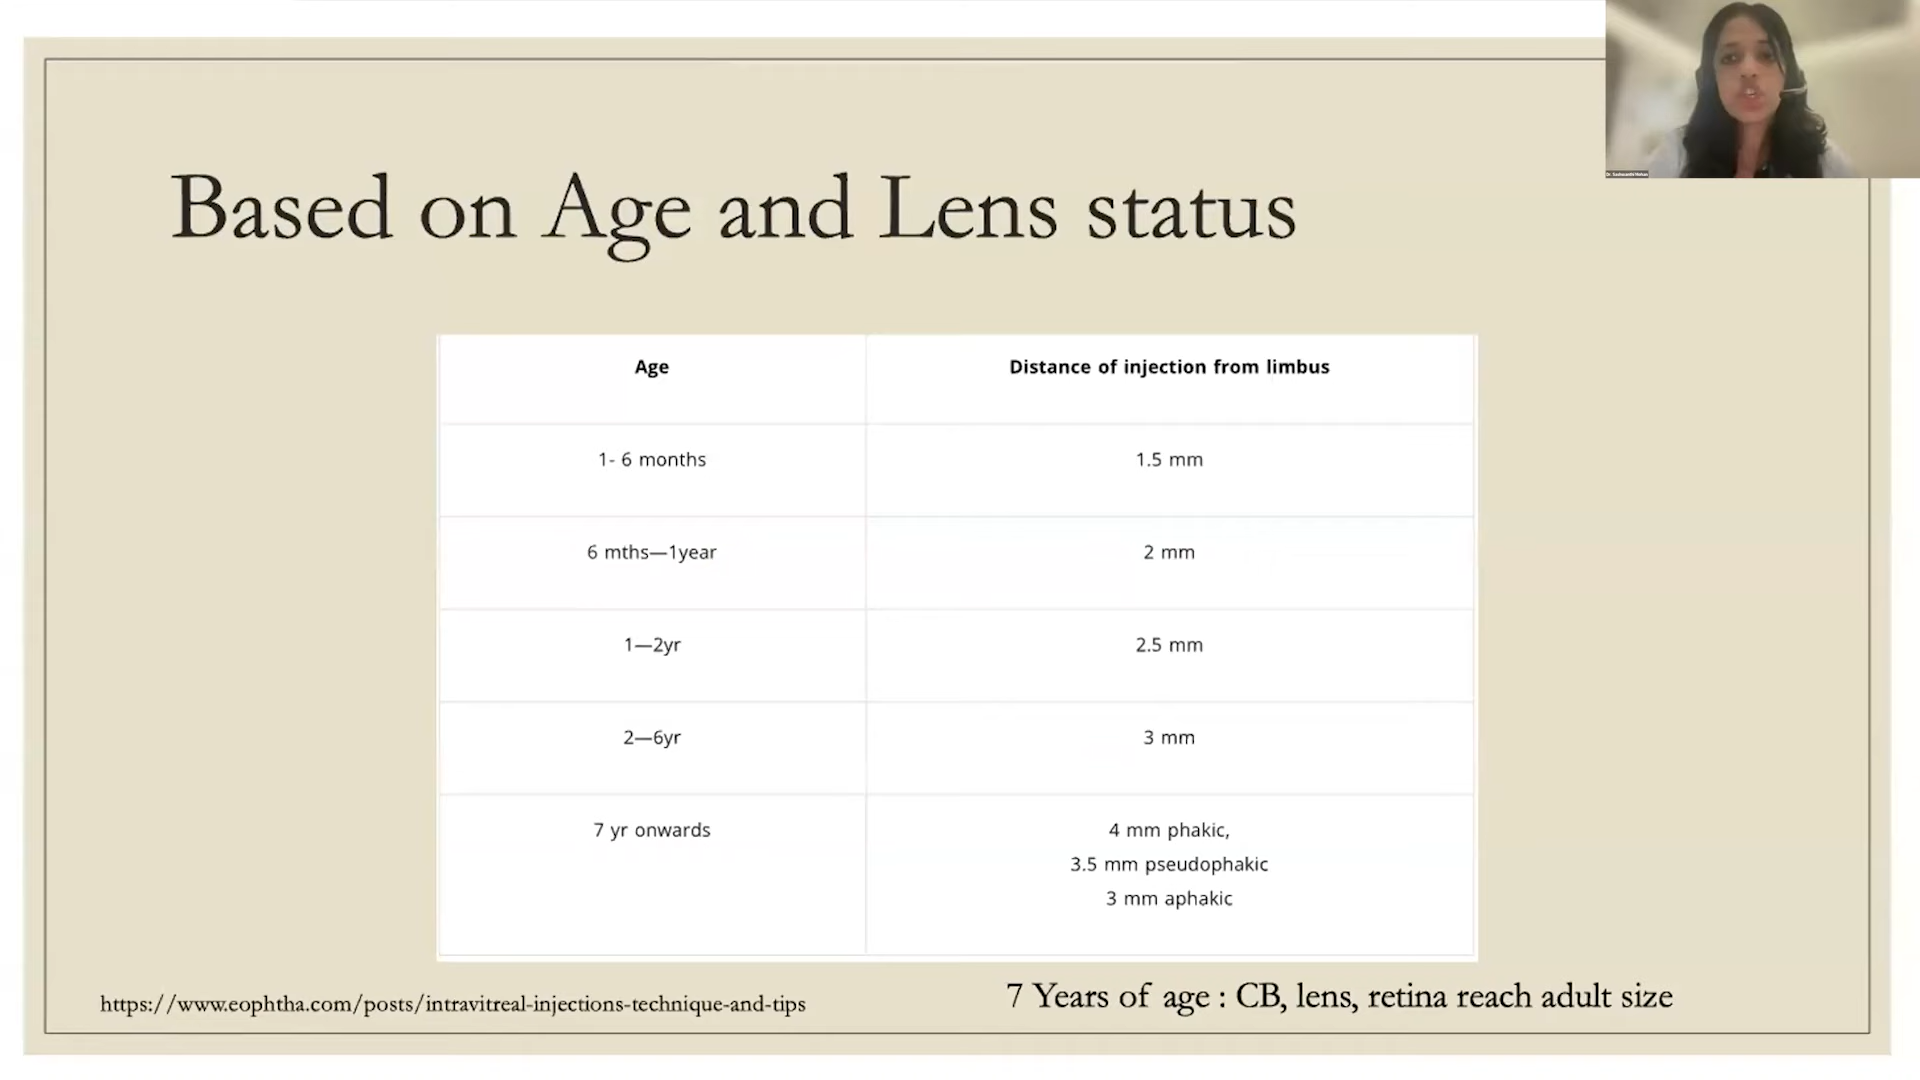 Based on Age and Lens status
Age
Distance of injection from limbus
1- 6 months
1.5 mm
6 mths—1year
2 mm
1—2yr
2.5 mm
2—6yr
3 mm
7 yr onwards
4 mm phakic,
3.5 mm pseudophakic
3 mm aphakic
https://www.eophtha.com/posts/intravitreal-injections-technique-and-tips
7 Years of age : CB, lens, retina reach adult size